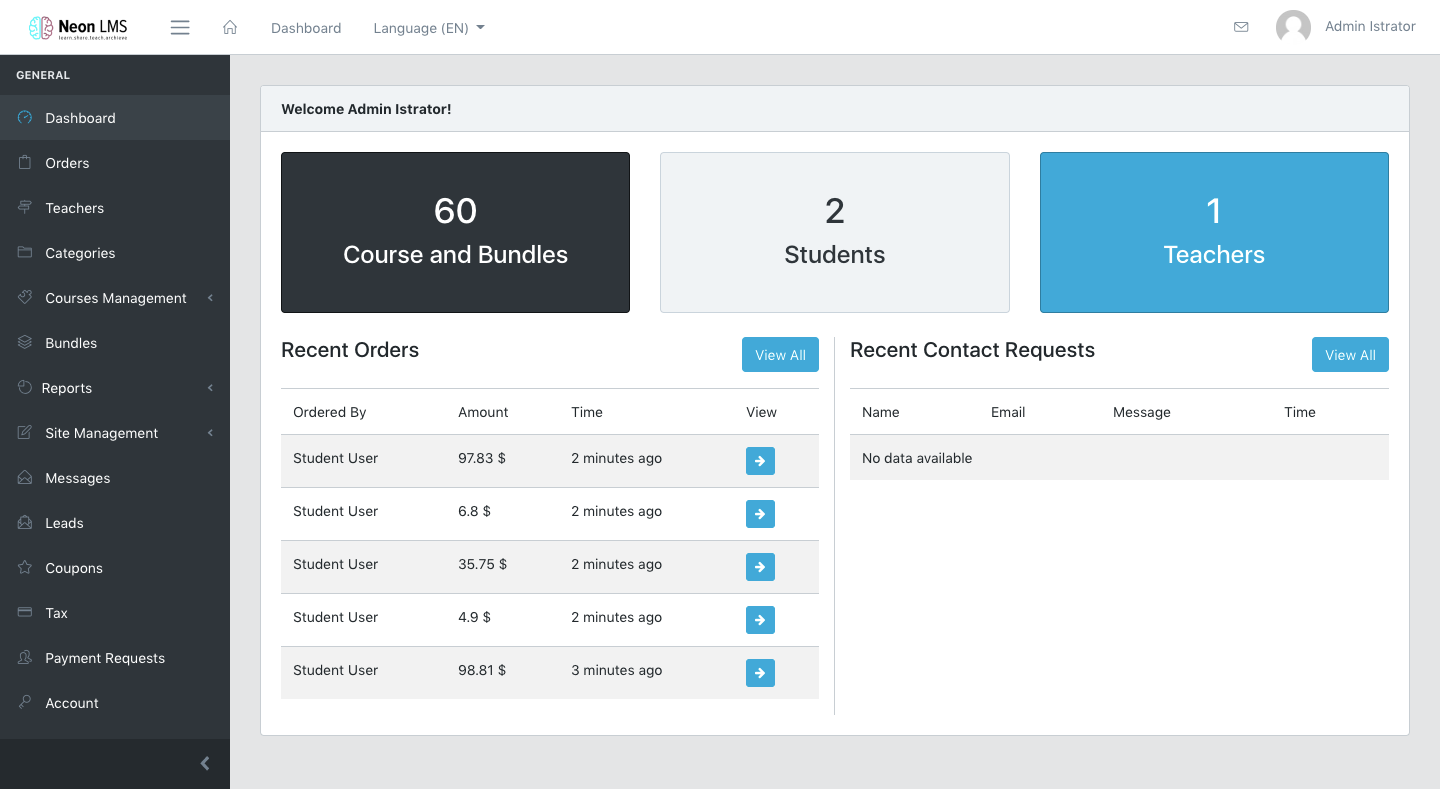 Neon LMS
learn.share.teach.archieve
Dashboard
Language (EN)
Admin Istrator
GENERAL
Dashboard
Orders
Teachers
Categories
Courses Management
Bundles
Reports
Site Management
Messages
Leads
Coupons
Tax
Payment Requests
Account
Welcome Admin Istrator!
60
Course and Bundles
2
Students
1
Teachers
Recent Orders
View All
Ordered By Amount Time View
Student User 97.83 $ 2 minutes ago
Student User 6.8 $ 2 minutes ago
Student User 35.75 $ 2 minutes ago
Student User 4.9 $ 2 minutes ago
Student User 98.81 $ 3 minutes ago
Recent Contact Requests
View All
Name Email Message Time
No data available